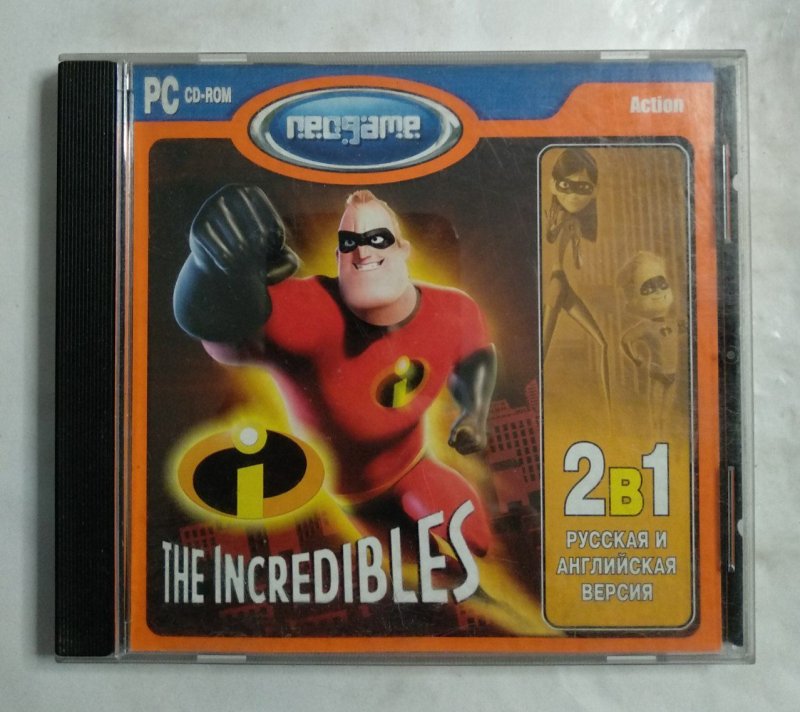 PC CD-ROM
neogame
Action
i
i
THE INCREDIBLES
2в1
РУССКАЯ И
АНГЛИЙСКАЯ
ВЕРСИЯ